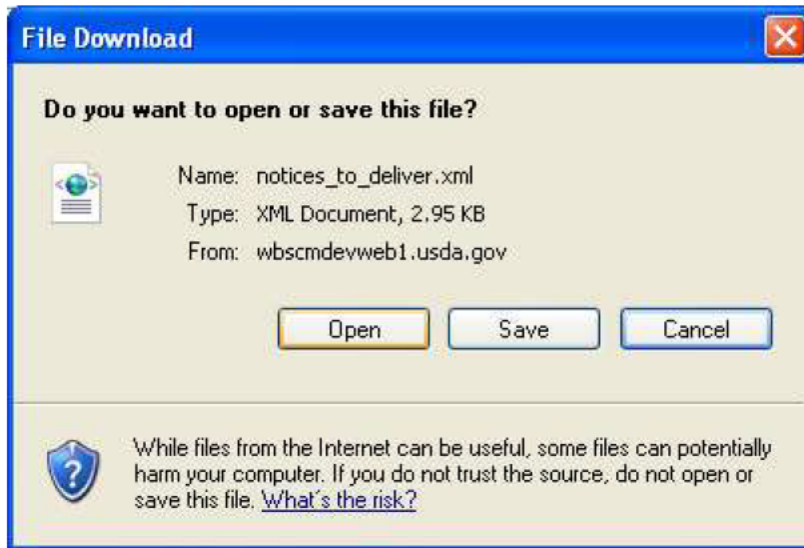 File Download
Do you want to open or save this file?
Name: notices_to_deliver.xml
Type: XML Document, 2.95 KB
From: wbscmdevweb1.usda.gov
Open Save Cancel
While files from the Internet can be useful, some files can potentially
harm your computer. If you do not trust the source, do not open or
save this file. What's the risk?